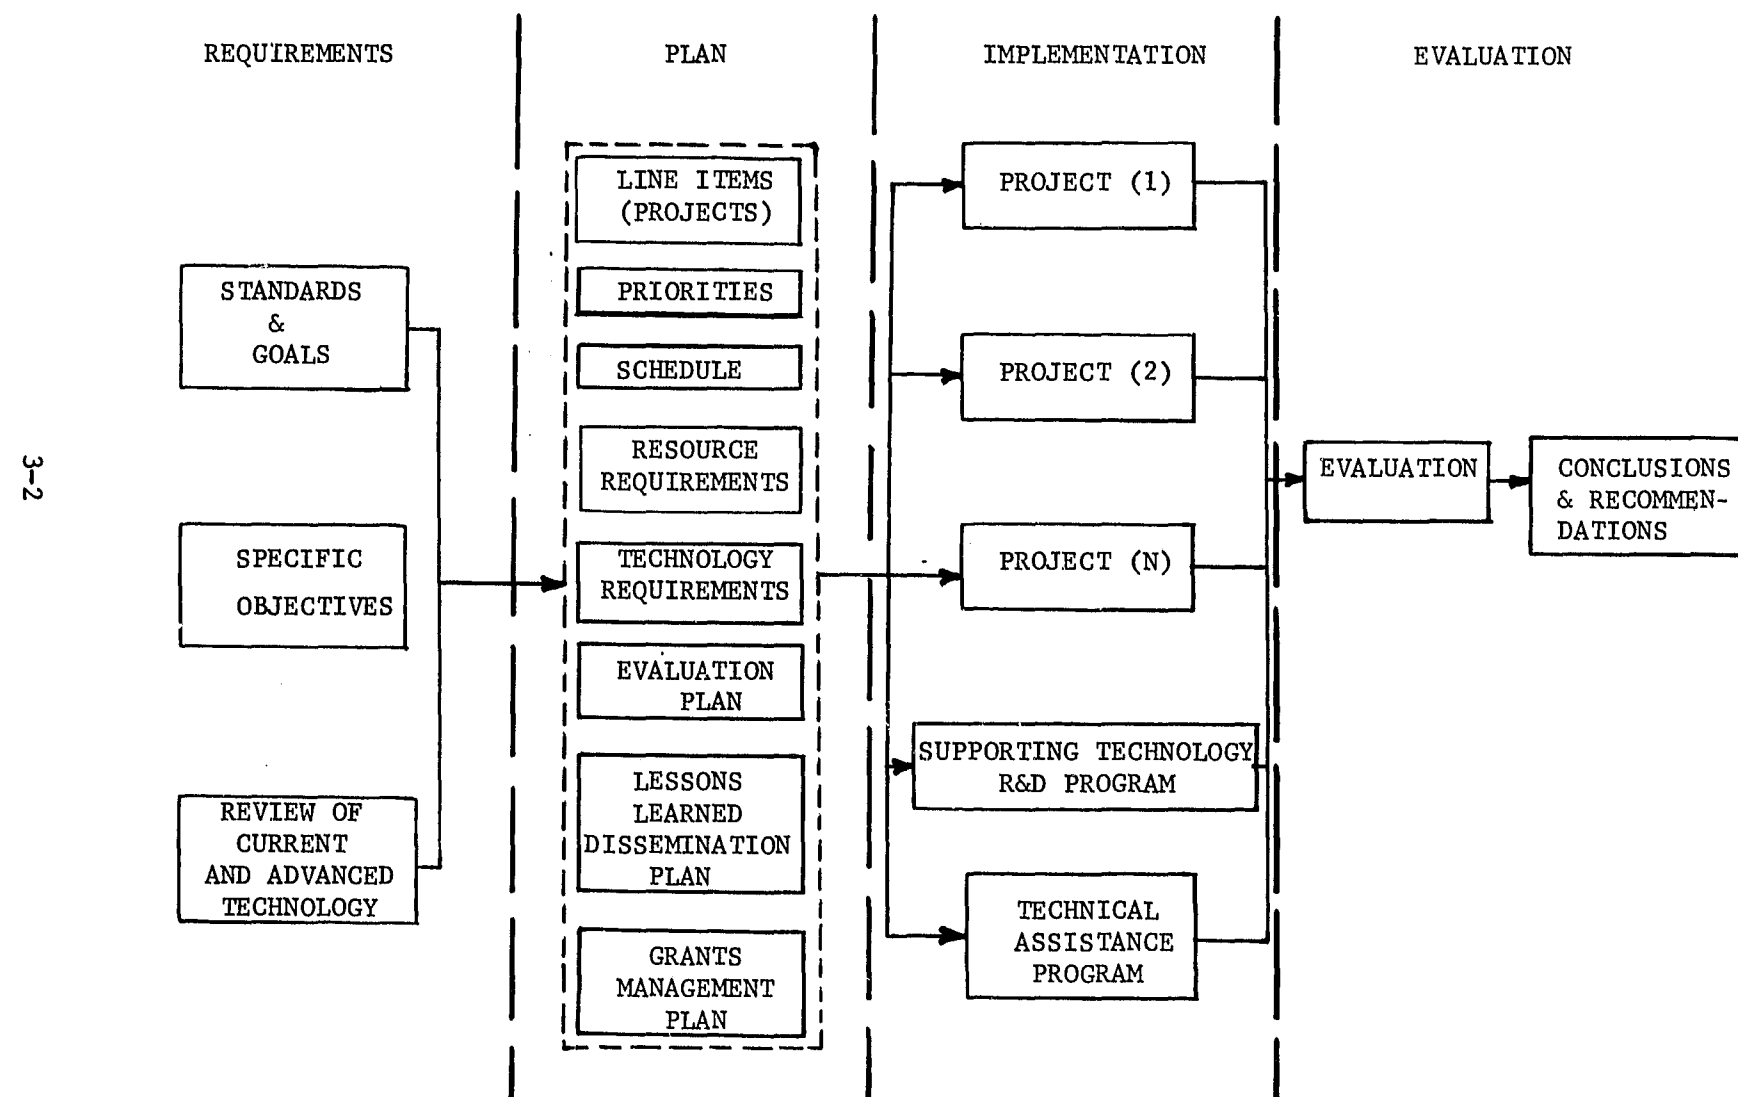 REQUIREMENTS
PLAN
IMPLEMENTATION
EVALUATION
STANDARDS
&
GOALS
SPECIFIC
OBJECTIVES
REVIEW OF
CURRENT
AND ADVANCED
TECHNOLOGY
LINE ITEMS
(PROJECTS)
PRIORITIES
SCHEDULE
RESOURCE
REQUIREMENTS
TECHNOLOGY
REQUIREMENTS
EVALUATION
PLAN
LESSONS
LEARNED
DISSEMINATION
PLAN
GRANTS
MANAGEMENT
PLAN
PROJECT (1)
PROJECT (2)
PROJECT (N)
SUPPORTING TECHNOLOGY
R&D PROGRAM
TECHNICAL
ASSISTANCE
PROGRAM
EVALUATION
CONCLUSIONS
& RECOMMEN-
DATIONS
3-2